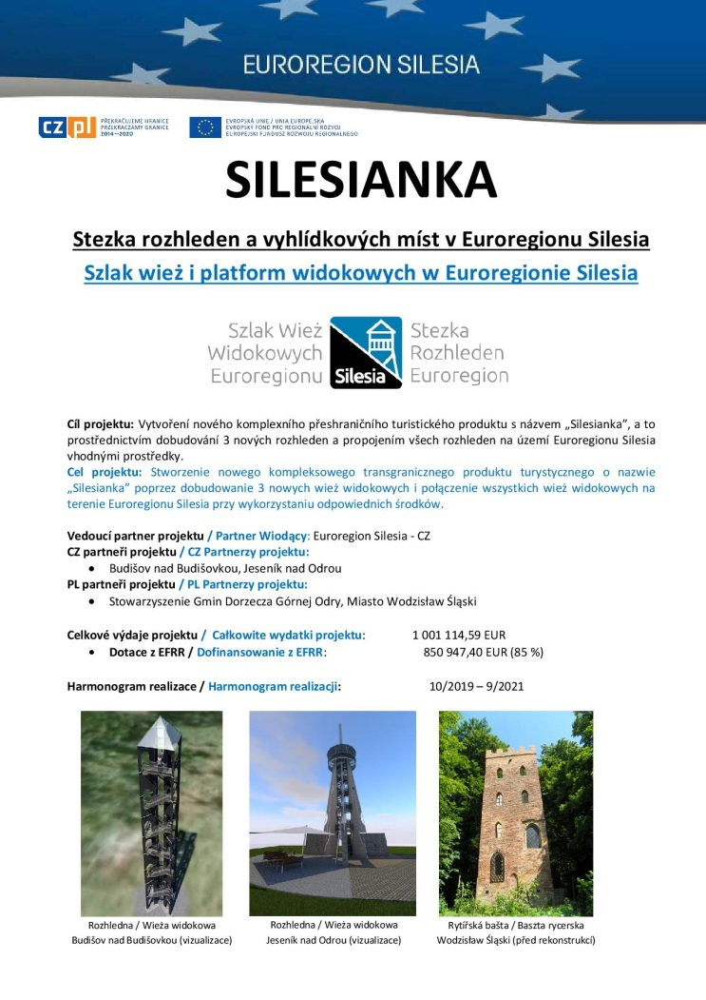 EUROREGION SILESIA
cz pl
PŘEKRAČUJEME HRANICE
PRZEKRACZAMY GRANICE
2014—2020
EVROPSKÁ UNIE / UNIA EUROPEJSKA
EVROPSKÝ FOND PRO REGIONÁLNÍ ROZVOJ
EUROPEJSKI FUNDUSZ ROZWOJU REGIONALNEGO
SILESIANKA
Stezka rozhleden a vyhlídkových míst v Euroregionu Silesia
Szlak wież i platform widokowych w Euroregionie Silesia
Szlak Wież
Widokowych
Euroregionu
Silesia
Stezka
Rozhleden
Euroregion
Cíl projektu: Vytvoření nového komplexního přeshraničního turistického produktu s názvem „Silesianka", a to
prostřednictvím dobudování 3 nových rozhleden a propojením všech rozhleden na území Euroregionu Silesia
vhodnými prostředky.
Cel projektu: Stworzenie nowego kompleksowego transgranicznego produktu turystycznego o nazwie
„Silesianka" poprzez dobudowanie 3 nowych wież widokowych i połączenie wszystkich wież widokowych na
terenie Euroregionu Silesia przy wykorzystaniu odpowiednich środków.
Vedoucí partner projektu / Partner Wiodący: Euroregion Silesia - CZ
CZ partneři projektu / CZ Partnerzy projektu:
• Budišov nad Budišovkou, Jeseník nad Odrou
PL partneři projektu / PL Partnerzy projektu:
• Stowarzyszenie Gmin Dorzecza Górnej Odry, Miasto Wodzisław Śląski
Celkové výdaje projektu / Całkowite wydatki projektu: 1 001 114,59 EUR
• Dotace z EFRR / Dofinansowanie z EFRR: 850 947,40 EUR (85 %)
Harmonogram realizace / Harmonogram realizacji: 10/2019 – 9/2021
Rozhledna / Wieża widokowa
Budišov nad Budišovkou (vizualizace)
Rozhledna / Wieża widokowa
Jeseník nad Odrou (vizualizace)
Rytířská bašta / Baszta rycerska
Wodzisław Śląski (před rekonstrukcí)